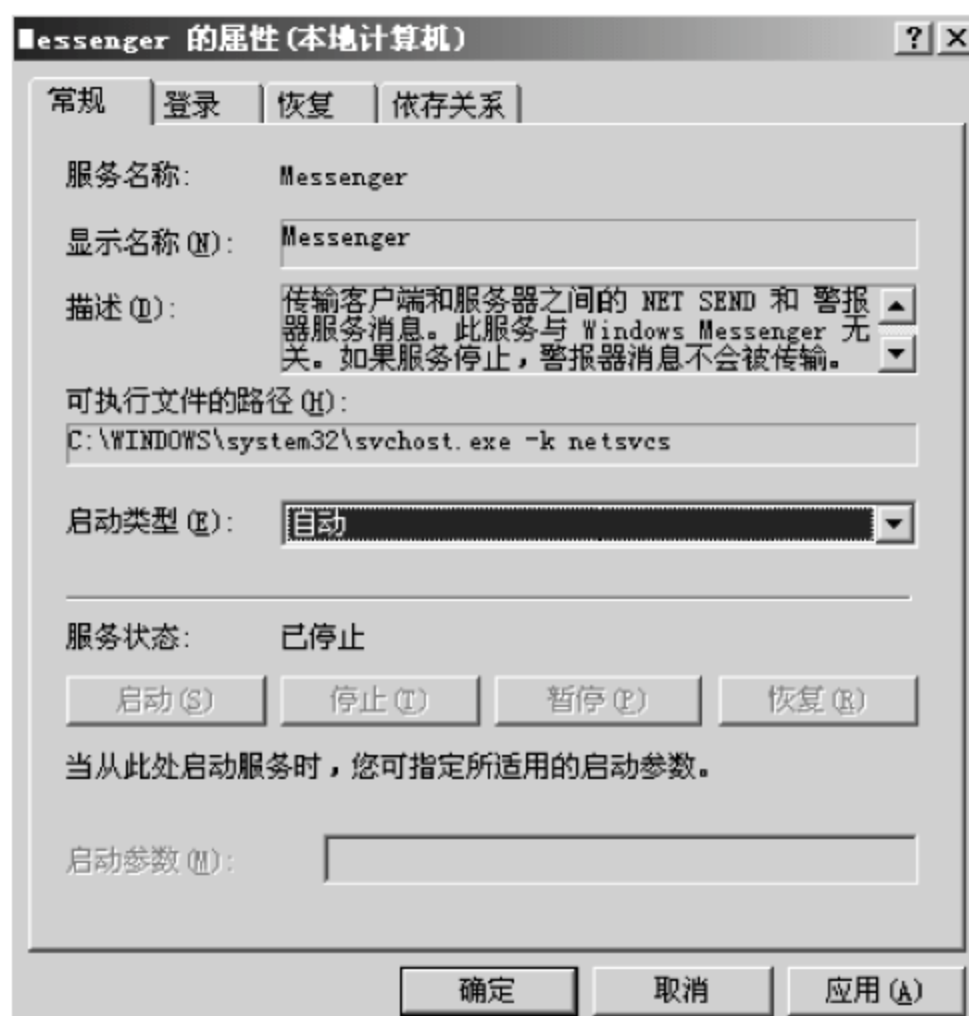 Messenger 的属性(本地计算机)
常规 登录 恢复 依存关系
服务名称: Messenger
显示名称(N): Messenger
描述(D): 传输客户端和服务器之间的 NET SEND 和 警报
器服务消息。此服务与 Windows Messenger 无
关。如果服务停止，警报器消息不会被传输。
可执行文件的路径(H):
C:\WINDOWS\system32\svchost.exe -k netsvcs
启动类型(E): 自动
服务状态: 已停止
启动(S) 停止(T) 暂停(P) 恢复(R)
当从此处启动服务时，您可指定所适用的启动参数。
启动参数(M):
确定 取消 应用(A)